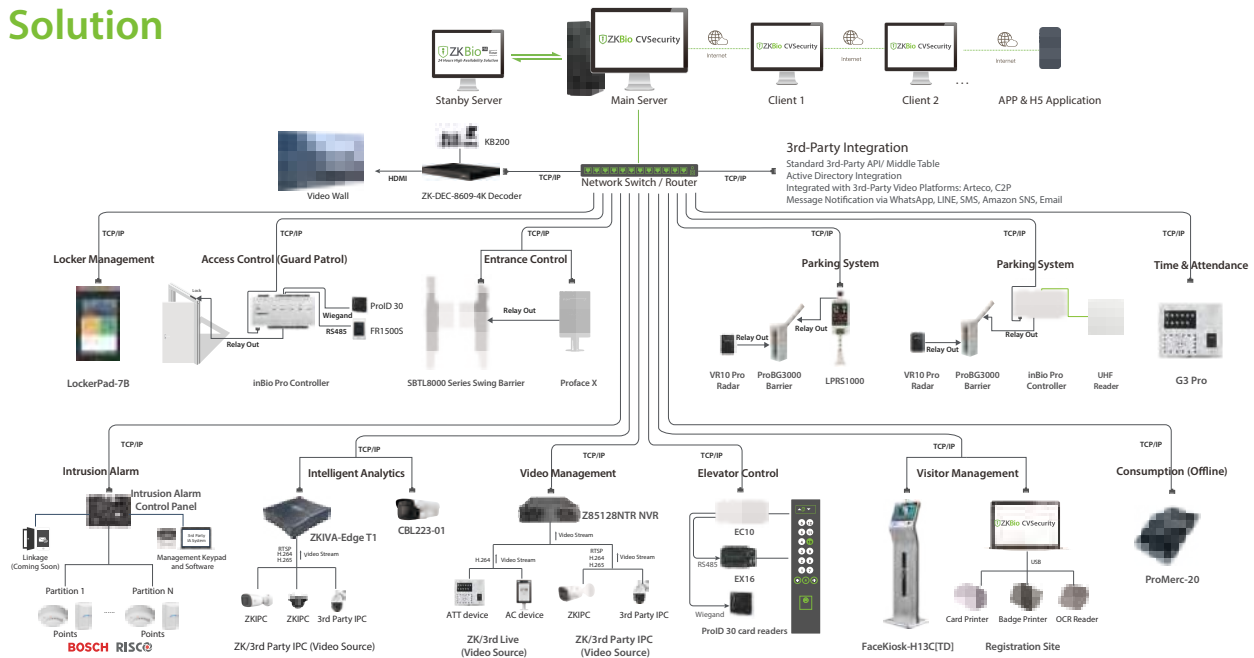 Solution
ZKBio
24 Hours High Availability Solution
ZKBio CVSecurity
ZKBio CVSecurity
ZKBio CVSecurity
Internet
Internet
Internet
Stanby Server
Main Server
Client 1
Client 2
...
APP & H5 Application
KB200
HDMI
TCP/IP
TCP/IP
Video Wall
ZK-DEC-8609-4K Decoder
Network Switch / Router
3rd-Party Integration
Standard 3rd-Party API/ Middle Table
Active Directory Integration
Integrated with 3rd-Party Video Platforms: Arteco, C2P
Message Notification via WhatsApp, LINE, SMS, Amazon SNS, Email
TCP/IP
TCP/IP
TCP/IP
TCP/IP
TCP/IP
TCP/IP
Locker Management
Access Control (Guard Patrol)
Entrance Control
Parking System
Parking System
Time & Attendance
Lock
Wiegand
ProID 30
RS485
FR1500S
Relay Out
Relay Out
Relay Out
Relay Out
Relay Out
Relay Out
LockerPad-7B
inBio Pro Controller
SBTL8000 Series Swing Barrier
Proface X
VR10 Pro
Radar
ProBG3000
Barrier
LPRS1000
VR10 Pro
Radar
ProBG3000
Barrier
inBio Pro
Controller
UHF
Reader
G3 Pro
TCP/IP
TCP/IP
TCP/IP
TCP/IP
TCP/IP
TCP/IP
Intrusion Alarm
Intelligent Analytics
Video Management
Elevator Control
Visitor Management
Consumption (Offline)
Intrusion Alarm
Control Panel
Linkage
(Coming Soon)
3rd Party
IA System
Management Keypad
and Software
Partition 1
Partition N
.....
Points
Points
BOSCH
RISCO
ZKIVA-Edge T1
CBL223-01
RTSP
H.264
H.265
video Stream
ZKIPC
ZKIPC
3rd Party IPC
ZK/3rd Party IPC (Video Source)
Z85128NTR NVR
Video Stream
H.264
Video Stream
RTSP
H.264
H.265
Video Stream
ATT device
AC device
ZKIPC
3rd Party IPC
ZK/3rd Live
(Video Source)
ZK/3rd Party IPC
(Video Source)
EC10
RS485
EX16
Wiegand
ProID 30 card readers
FaceKiosk-H13C[TD]
ZKBio CVSecurity
USB
Card Printer
Badge Printer
OCR Reader
Registration Site
ProMerc-20